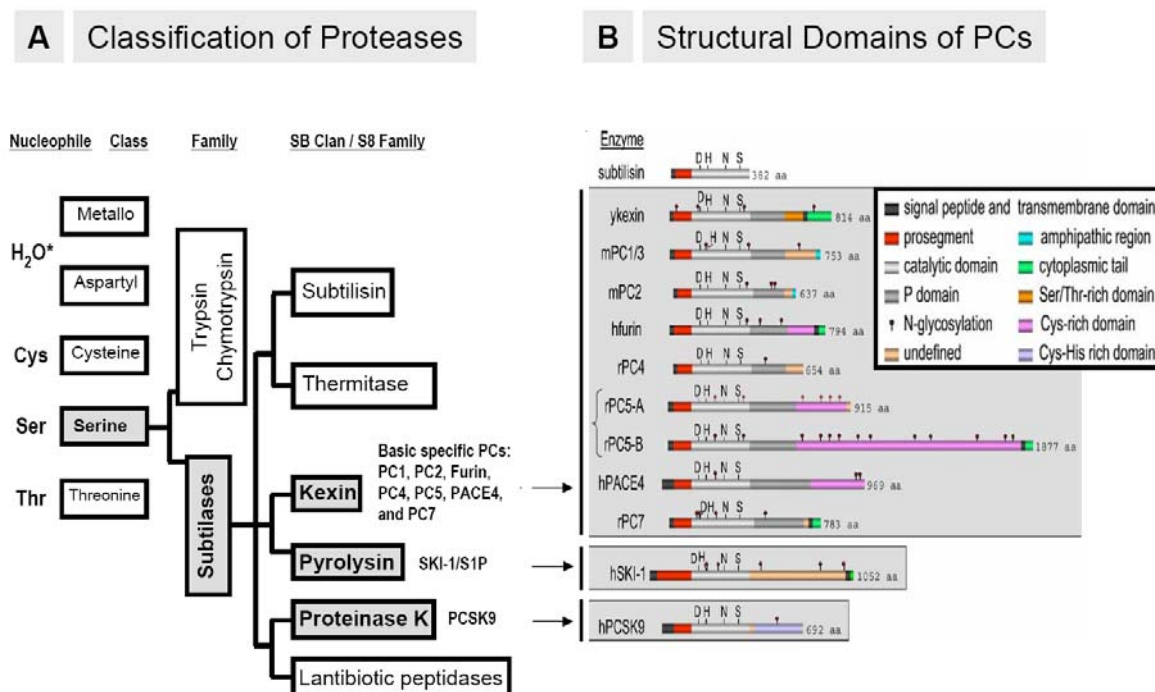 A Classification of Proteases
Nucleophile Class Family SB Clan / S8 Family
Metallo
H₂O*
Aspartyl
Cys Cysteine
Ser Serine
Thr Threonine
Trypsin
Chymotrypsin
Subtilases
Subtilisin
Thermitase
Kexin
Basic specific PCs:
PC1, PC2, Furin,
PC4, PC5, PACE4,
and PC7
Pyrolysin SKI-1/S1P
Proteinase K PCSK9
Lantibiotic peptidases
B Structural Domains of PCs
Enzyme
D H N S
subtilisin 382 aa
D H N S
ykexin 814 aa
D H N S
mPC1/3 753 aa
D H N S
mPC2 637 aa
D H N S
hfurin 794 aa
D H N S
rPC4 654 aa
D H N S
rPC5-A 915 aa
D H N S
rPC5-B 1877 aa
D H N S
hPACE4 969 aa
D H N S
rPC7 783 aa
D H N S
hSKI-1 1052 aa
D H N S
hPCSK9 692 aa
signal peptide and transmembrane domain
prosegment amphipathic region
catalytic domain cytoplasmic tail
P domain Ser/Thr-rich domain
N-glycosylation Cys-rich domain
undefined Cys-His rich domain